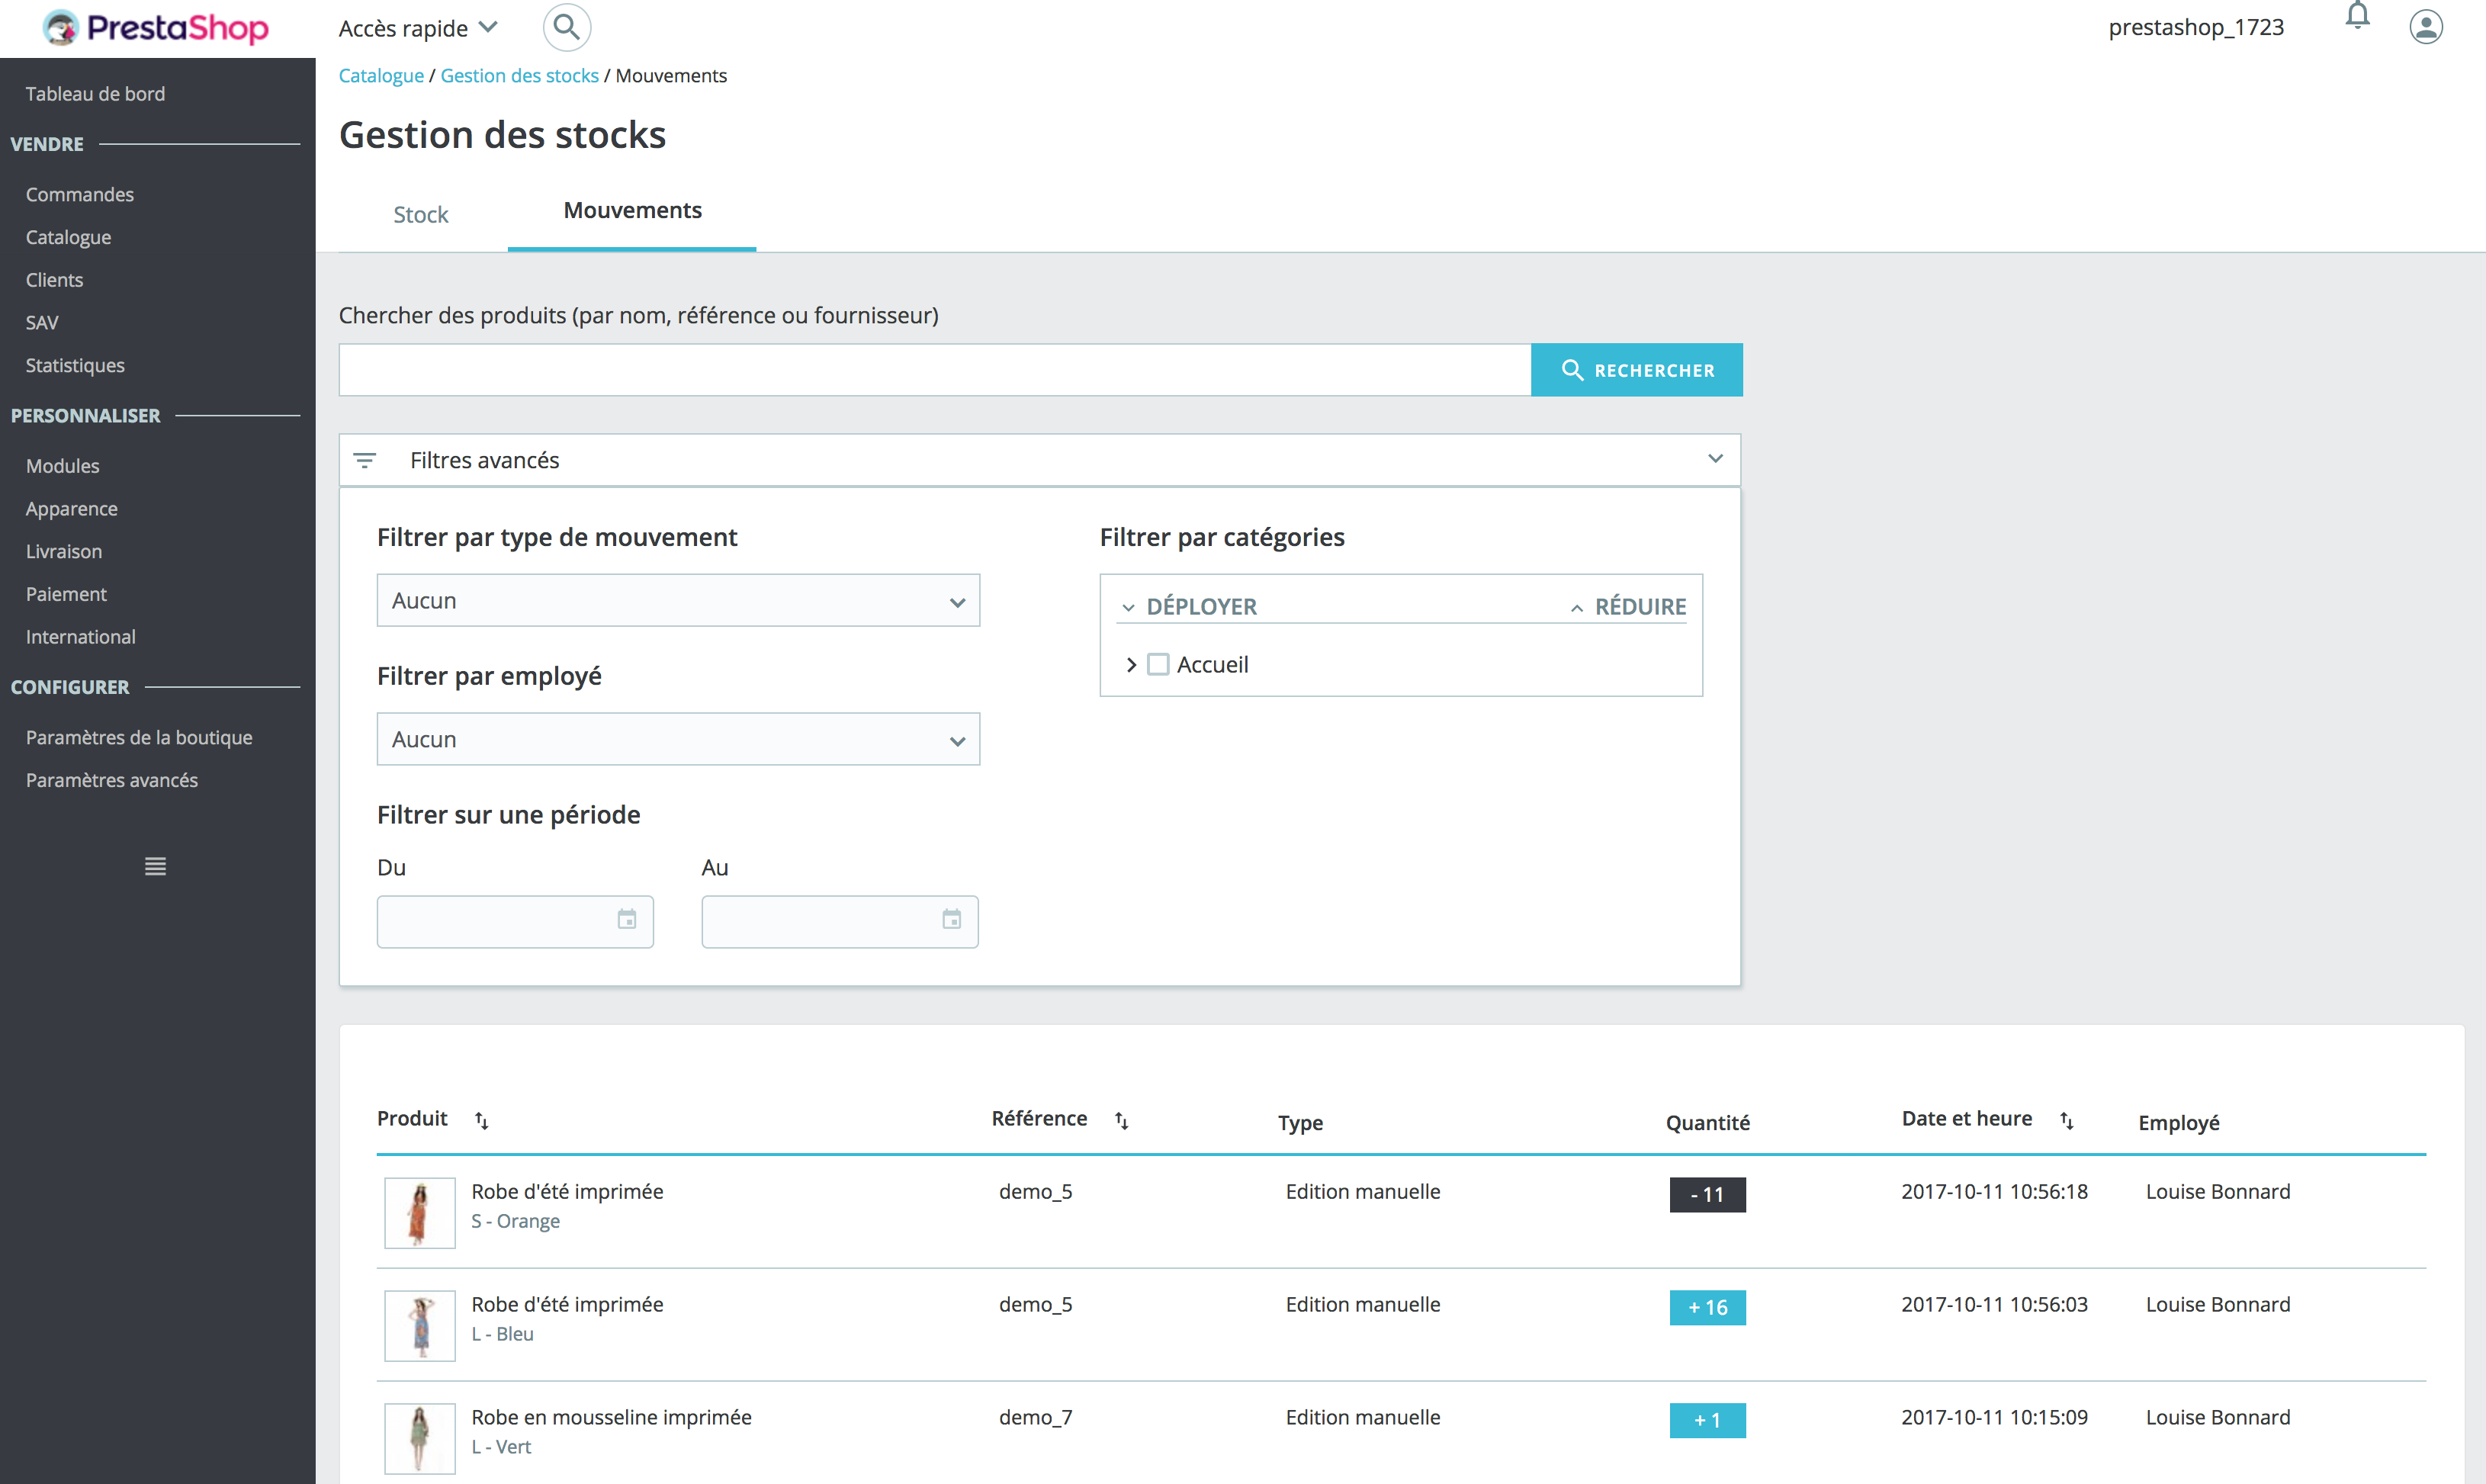 PrestaShop
Accès rapide
prestashop_1723
Catalogue / Gestion des stocks / Mouvements
Gestion des stocks
Stock
Mouvements
Tableau de bord
VENDRE
Commandes
Catalogue
Clients
SAV
Statistiques
PERSONNALISER
Modules
Apparence
Livraison
Paiement
International
CONFIGURER
Paramètres de la boutique
Paramètres avancés
Chercher des produits (par nom, référence ou fournisseur)
RECHERCHER
Filtres avancés
Filtrer par type de mouvement
Aucun
Filtrer par employé
Aucun
Filtrer sur une période
Du Au
Filtrer par catégories
DÉPLOYER RÉDUIRE
Accueil
Produit Référence Type Quantité Date et heure Employé
Robe d'été imprimée demo_5 Edition manuelle - 11 2017-10-11 10:56:18 Louise Bonnard
S - Orange
Robe d'été imprimée demo_5 Edition manuelle + 16 2017-10-11 10:56:03 Louise Bonnard
L - Bleu
Robe en mousseline imprimée demo_7 Edition manuelle + 1 2017-10-11 10:15:09 Louise Bonnard
L - Vert